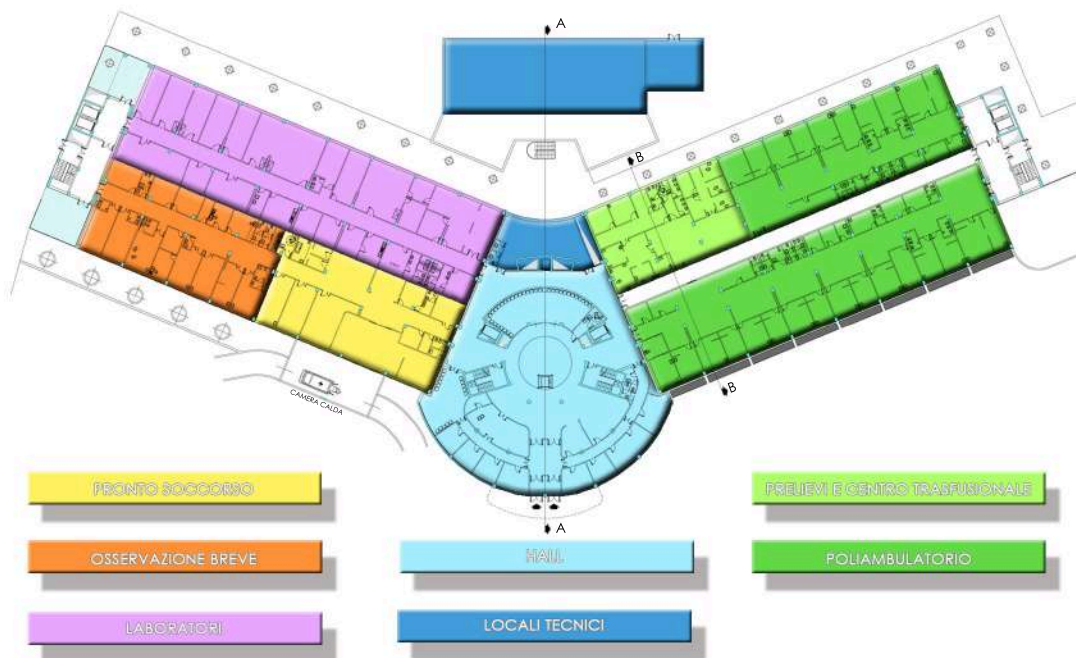 A
B
B
CAMERA CALDA
A
PRONTO SOCCORSO
PRELIEVI E CENTRO TRASFUSIONALE
OSSERVAZIONE BREVE
HALL
POLIAMBULATORIO
LABORATORI
LOCALI TECNICI